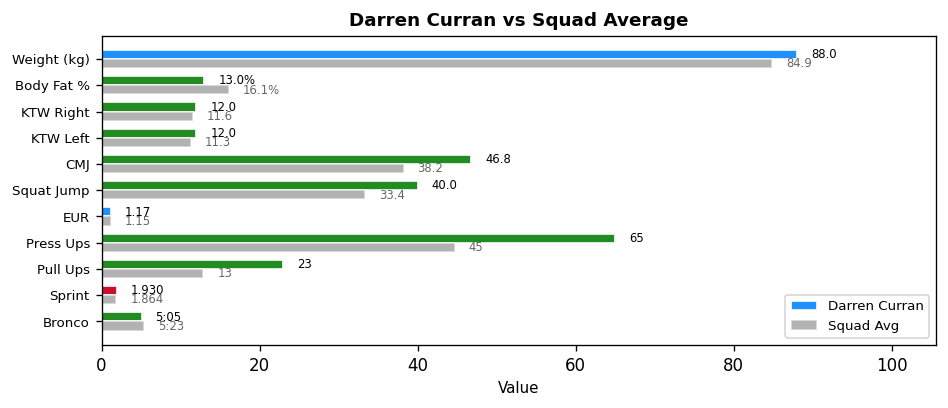 Darren Curran vs Squad Average
Weight (kg) 88.0
84.9
Body Fat % 13.0%
16.1%
KTW Right 12.0
11.6
KTW Left 12.0
11.3
CMJ 46.8
38.2
Squat Jump 40.0
33.4
EUR 1.17
1.15
Press Ups 65
45
Pull Ups 23
13
Sprint 1.930
1.864
Bronco 5:05
5:23
Darren Curran
Squad Avg
0 20 40 60 80 100
Value